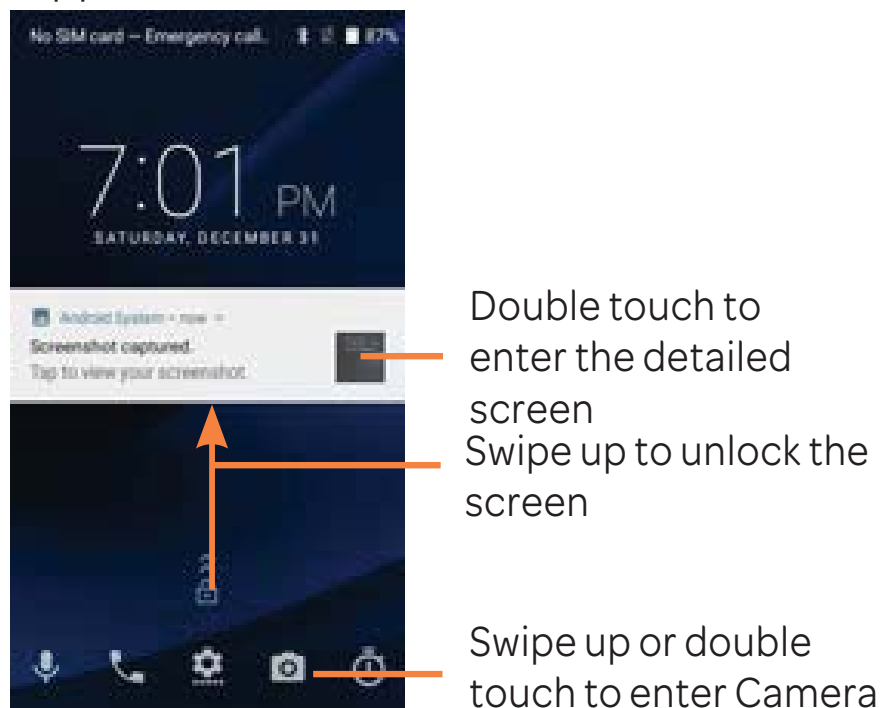 No SIM card — Emergency call.. 87%
7:01 PM
SATURDAY, DECEMBER 31
Android System • now
Screenshot captured.
Tap to view your screenshot.
Double touch to
enter the detailed
screen
Swipe up to unlock the
screen
Swipe up or double
touch to enter Camera